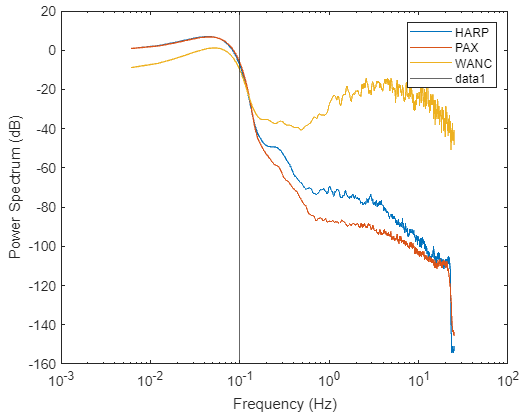 20
0
-20
-40
-60
-80
-100
-120
-140
-160
Power Spectrum (dB)
HARP
PAX
WANC
data1
10-3 10-2 10-1 100 101 102
Frequency (Hz)